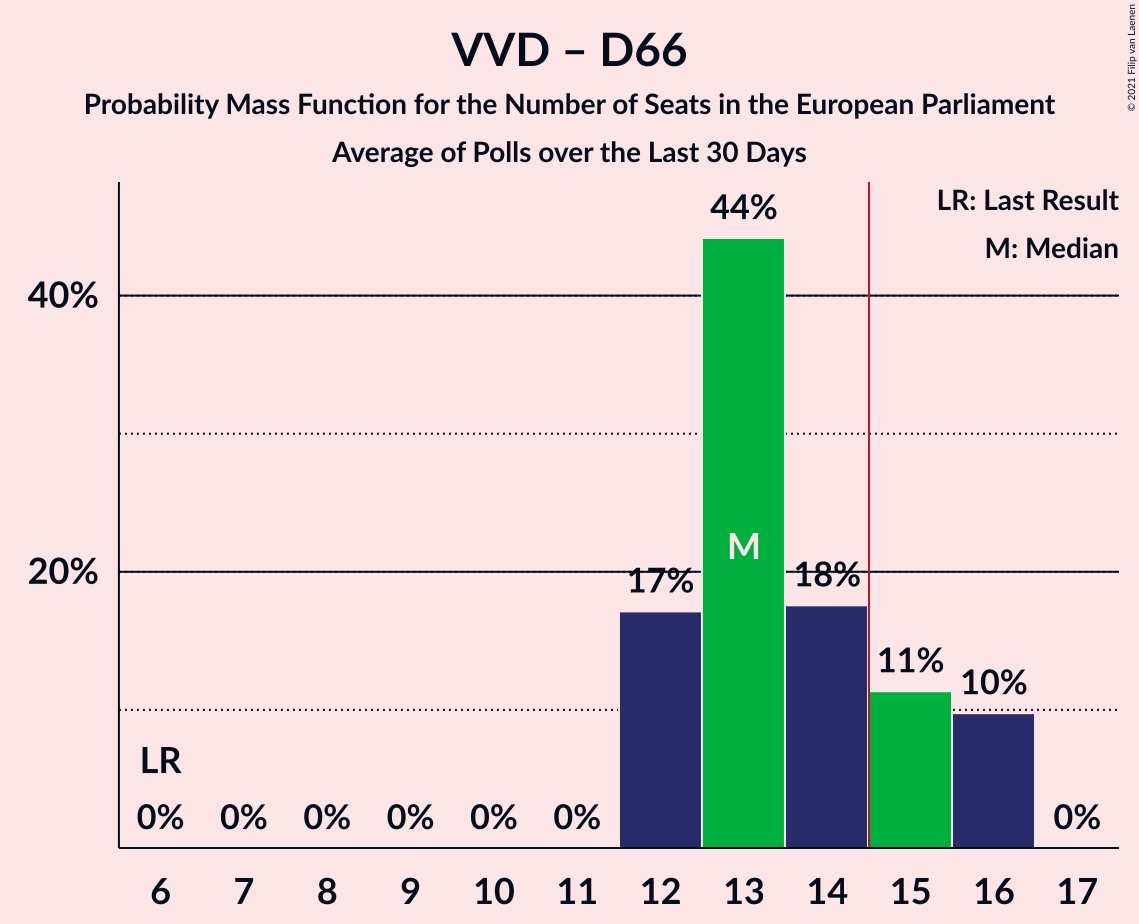 VVD – D66
Probability Mass Function for the Number of Seats in the European Parliament
Average of Polls over the Last 30 Days
© 2021 Filip van Laenen
LR: Last Result
M: Median
44%
40%
M
20%
17%
18%
11%
10%
LR
0% 0% 0% 0% 0% 0% 0%
6 7 8 9 10 11 12 13 14 15 16 17